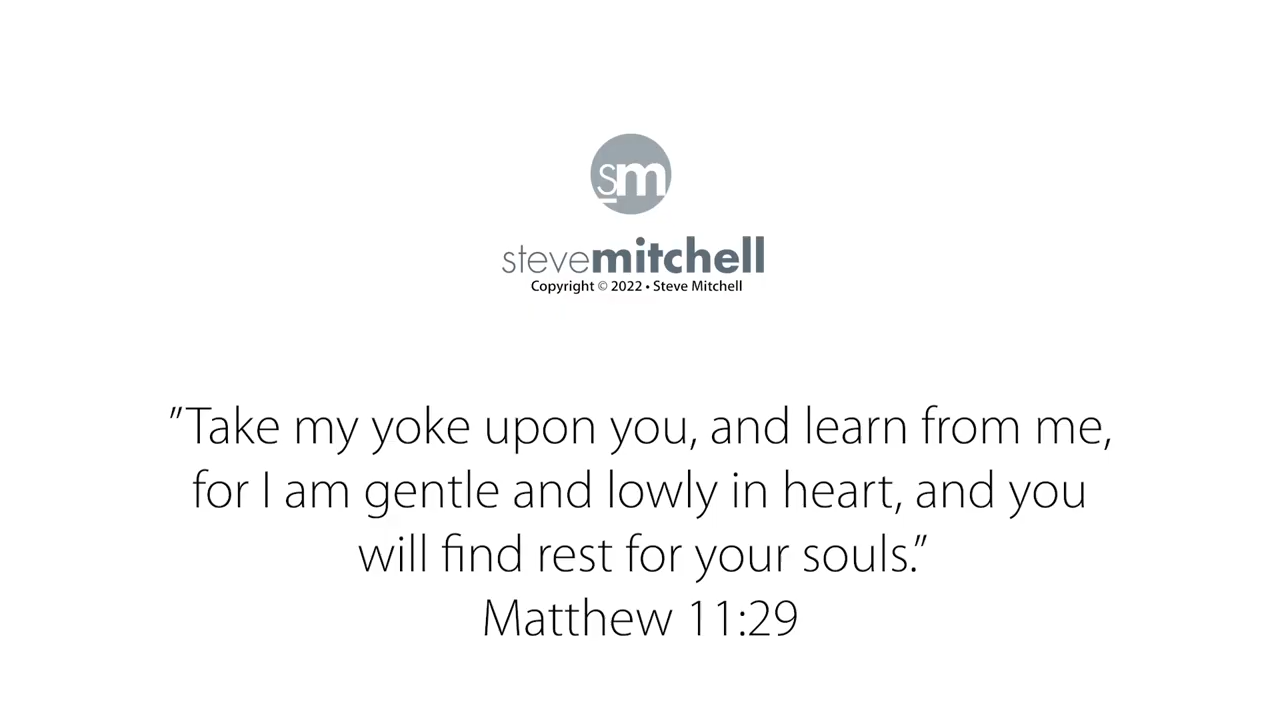 sm
stevemitchell
Copyright © 2022 • Steve Mitchell
"Take my yoke upon you, and learn from me,
for I am gentle and lowly in heart, and you
will find rest for your souls."
Matthew 11:29